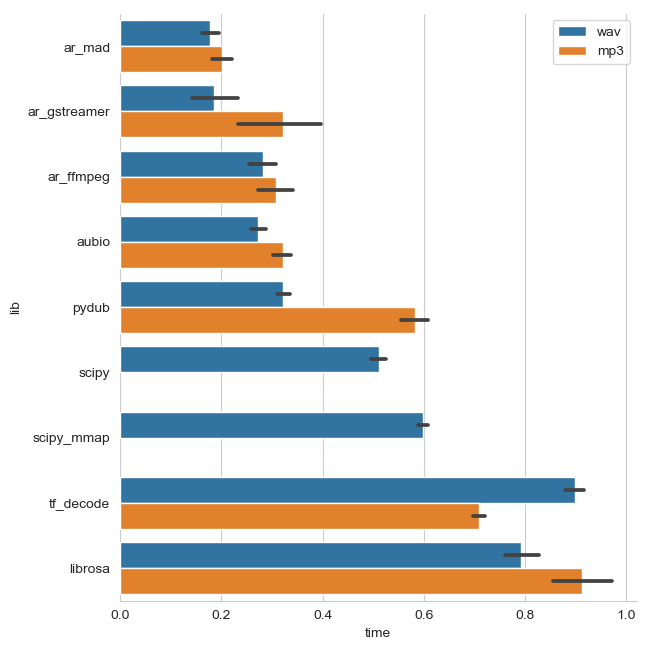 wav
mp3
ar_mad
ar_gstreamer
ar_ffmpeg
aubio
pydub
scipy
scipy_mmap
tf_decode
librosa
lib
0.0 0.2 0.4 0.6 0.8 1.0
time